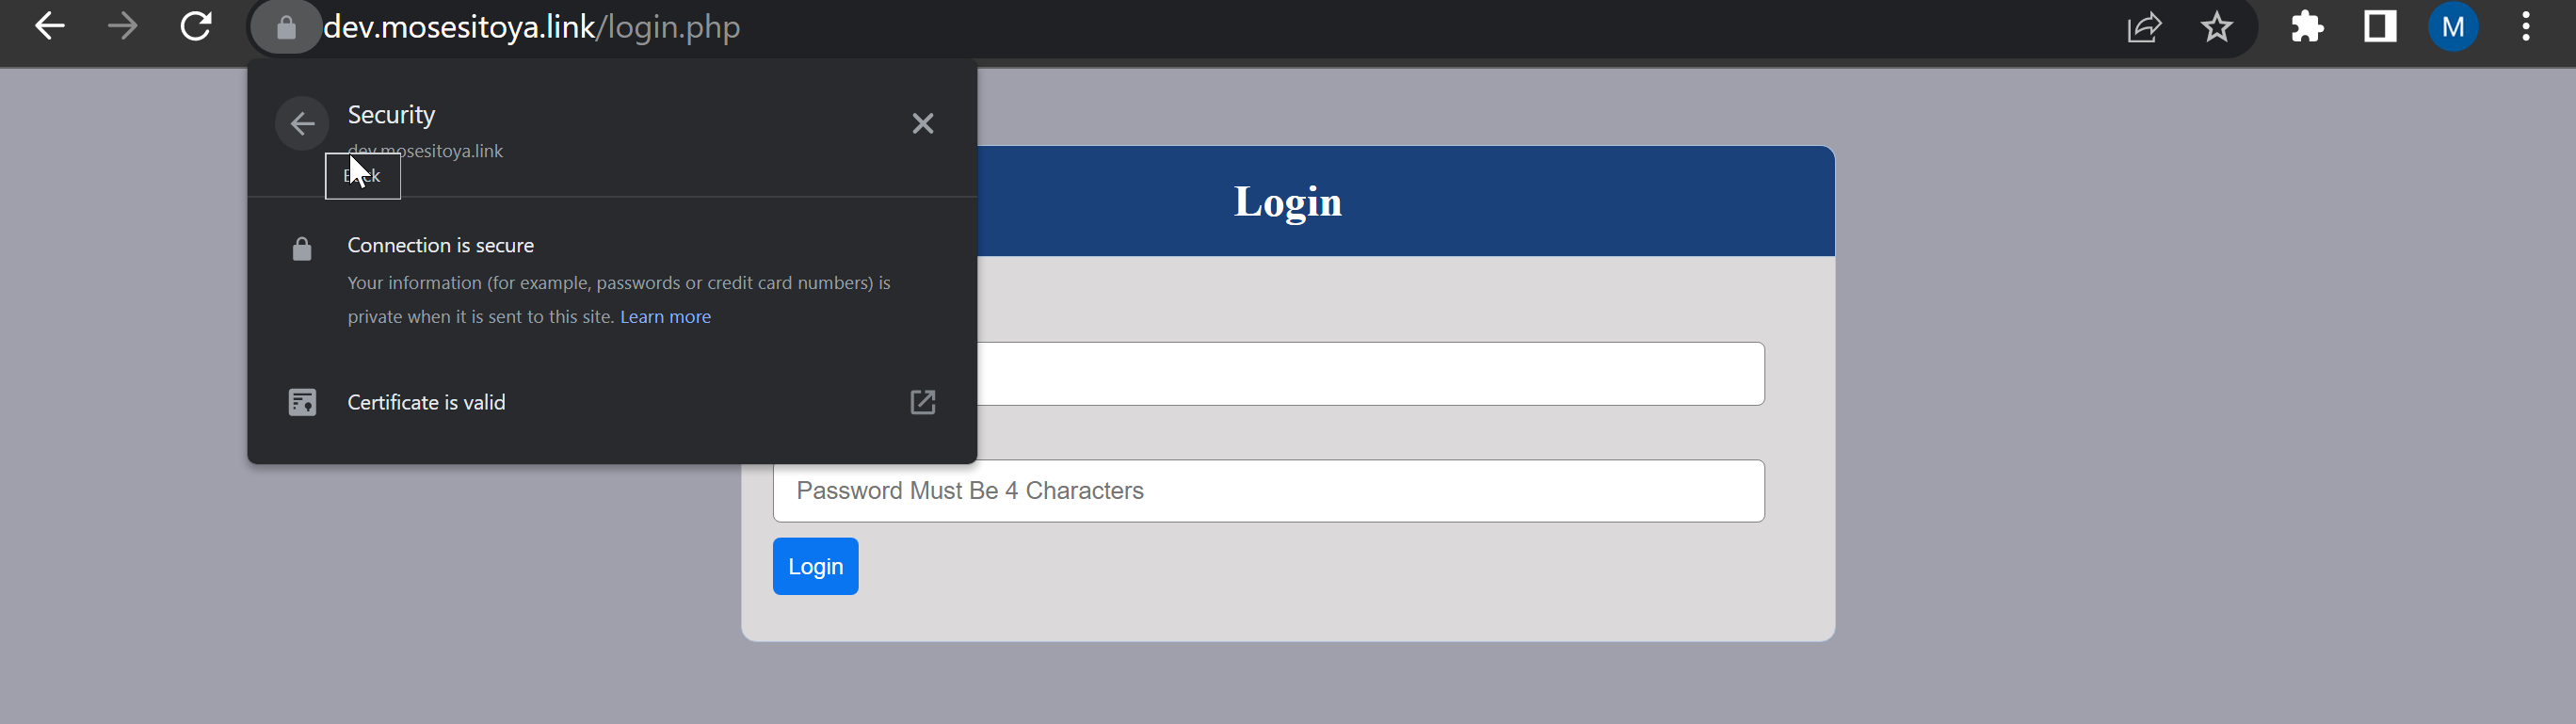 dev.mosesitoya.link/login.php
M
Security
dev.mosesitoya.link
Connection is secure
Your information (for example, passwords or credit card numbers) is
private when it is sent to this site. Learn more
Certificate is valid
Login
Password Must Be 4 Characters
Login